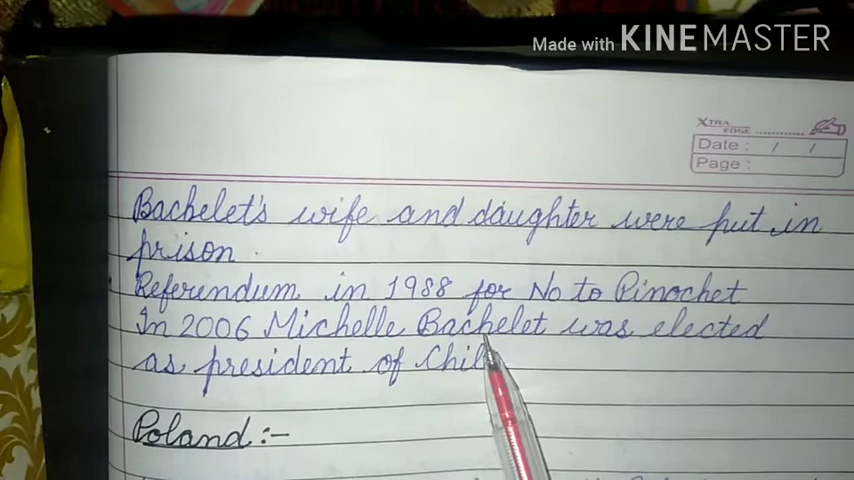 Made with KINEMASTER
XTRA EDGE
Date : / /
Page :
Bachelet's wife and daughter were put in
prison
Referendum in 1988 for No to Pinochet
In 2006 Michelle Bachelet was elected
as president of Chil
Poland :-